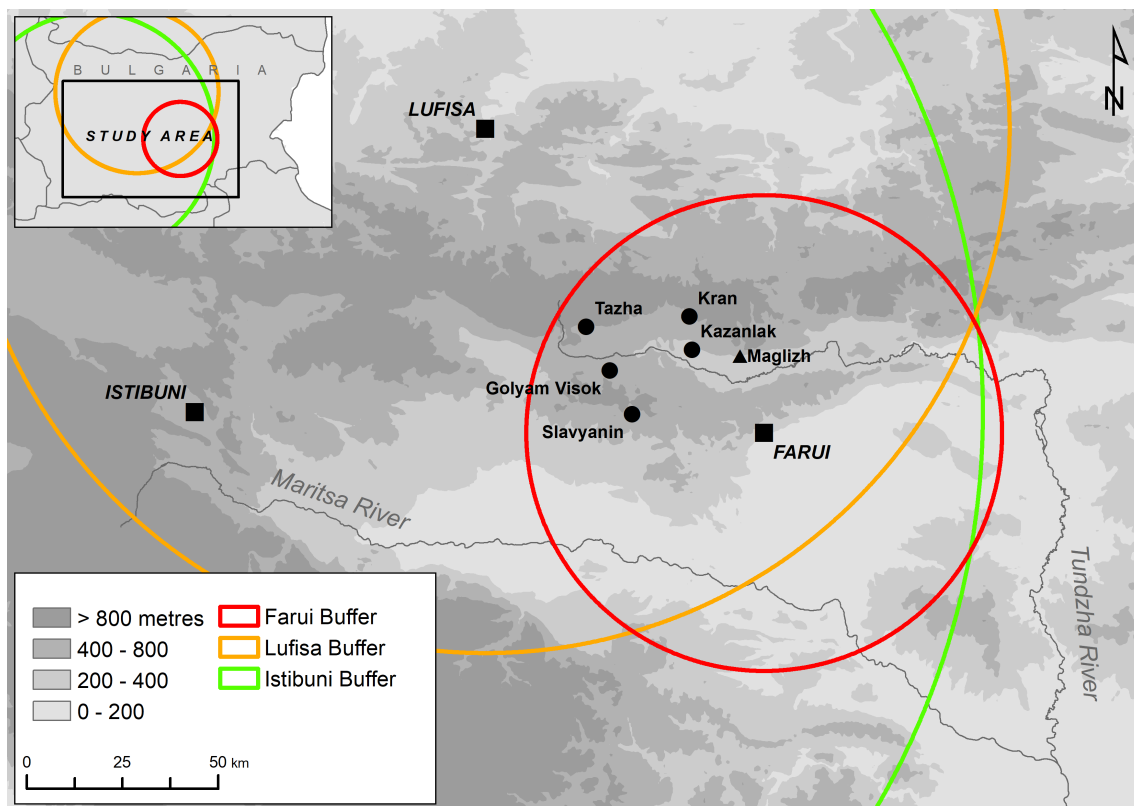 B U L G A R I A
STUDY AREA
N
LUFISA
Tazha
Kran
Kazanlak
Maglizh
ISTIBUNI
Golyam Visok
Slavyanin
FARUI
Maritsa River
Tundzha River
> 800 metres
400 - 800
200 - 400
0 - 200
Farui Buffer
Lufisa Buffer
Istibuni Buffer
0 25 50 km